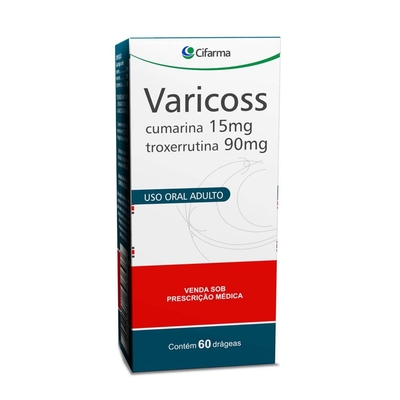 Cifarma
Varicoss
cumarina 15mg
troxerrutina 90mg
USO ORAL ADULTO
VENDA SOB
PRESCRIÇÃO MÉDICA
Contém 60 drágeas